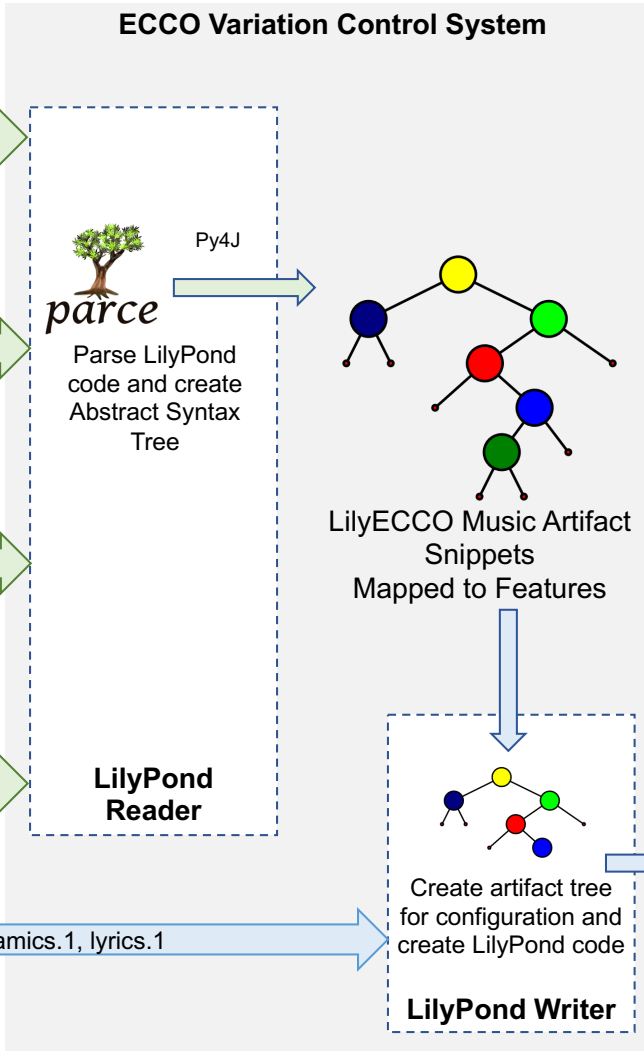 ECCO Variation Control System
Py4J
parce
Parse LilyPond
code and create
Abstract Syntax
Tree
LilyECCO Music Artifact
Snippets
Mapped to Features
LilyPond
Reader
Create artifact tree
for configuration and
create LilyPond code
amics.1, lyrics.1
LilyPond Writer